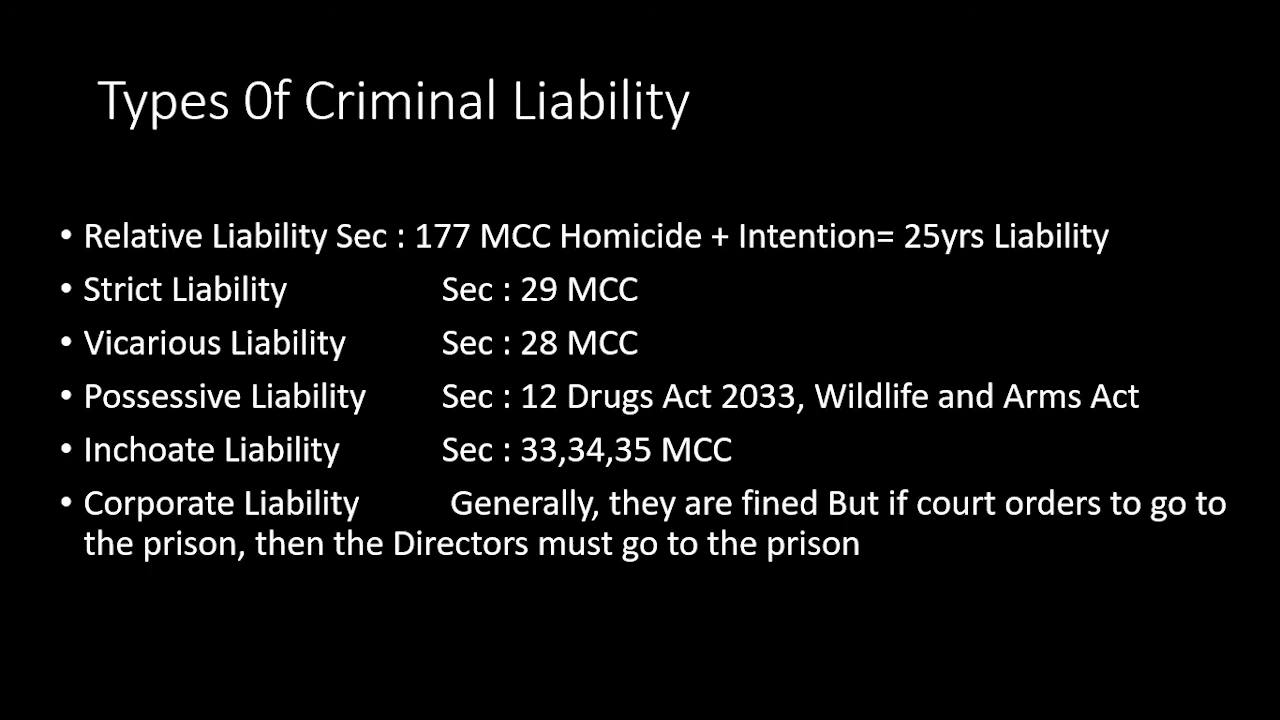 Types 0f Criminal Liability
• Relative Liability Sec : 177 MCC Homicide + Intention= 25yrs Liability
• Strict Liability Sec : 29 MCC
• Vicarious Liability Sec : 28 MCC
• Possessive Liability Sec : 12 Drugs Act 2033, Wildlife and Arms Act
• Inchoate Liability Sec : 33,34,35 MCC
• Corporate Liability Generally, they are fined But if court orders to go to
the prison, then the Directors must go to the prison